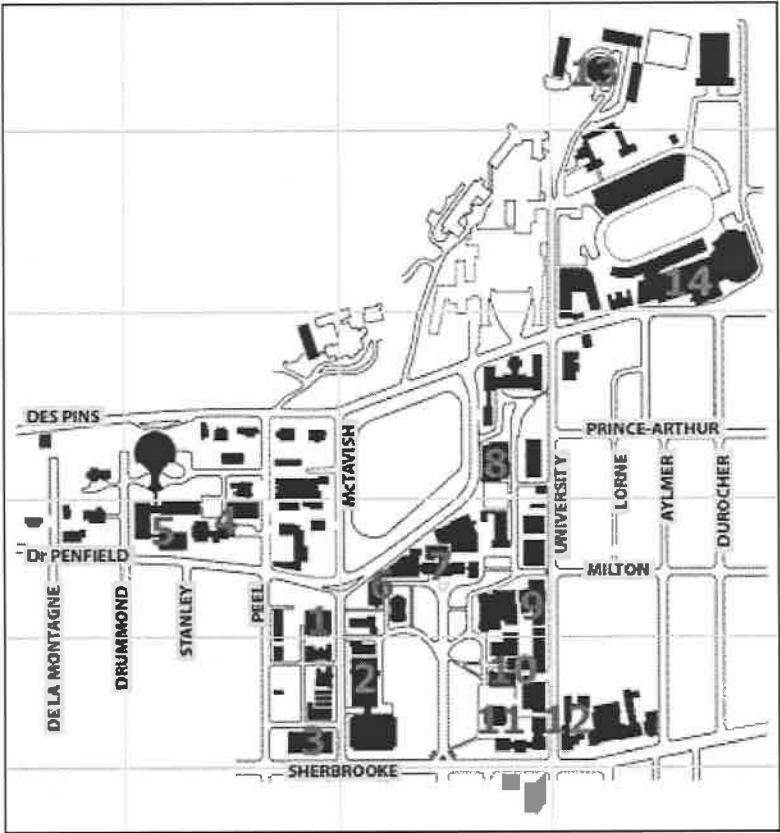 13
14
DES PINS
MCTAVISH
PRINCE-ARTHUR
8
UNIVERSITY
LORNE
AYLMER
DUROCHER
4
5
Dr PENFIELD
7
MILTON
DE LA MONTAGNE
DRUMMOND
STANLEY
PEEL
6
9
1
2
10
11
12
3
SHERBROOKE